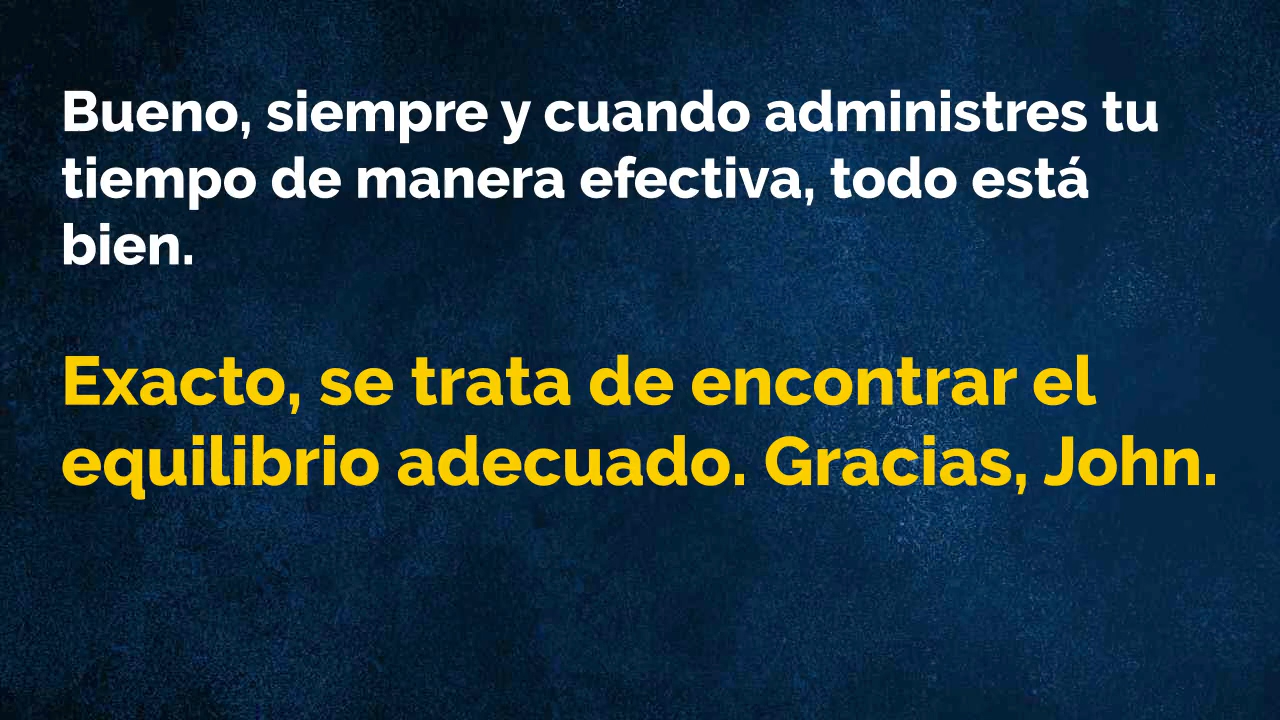 Bueno, siempre y cuando administres tu
tiempo de manera efectiva, todo está
bien.
Exacto, se trata de encontrar el
equilibrio adecuado. Gracias, John.